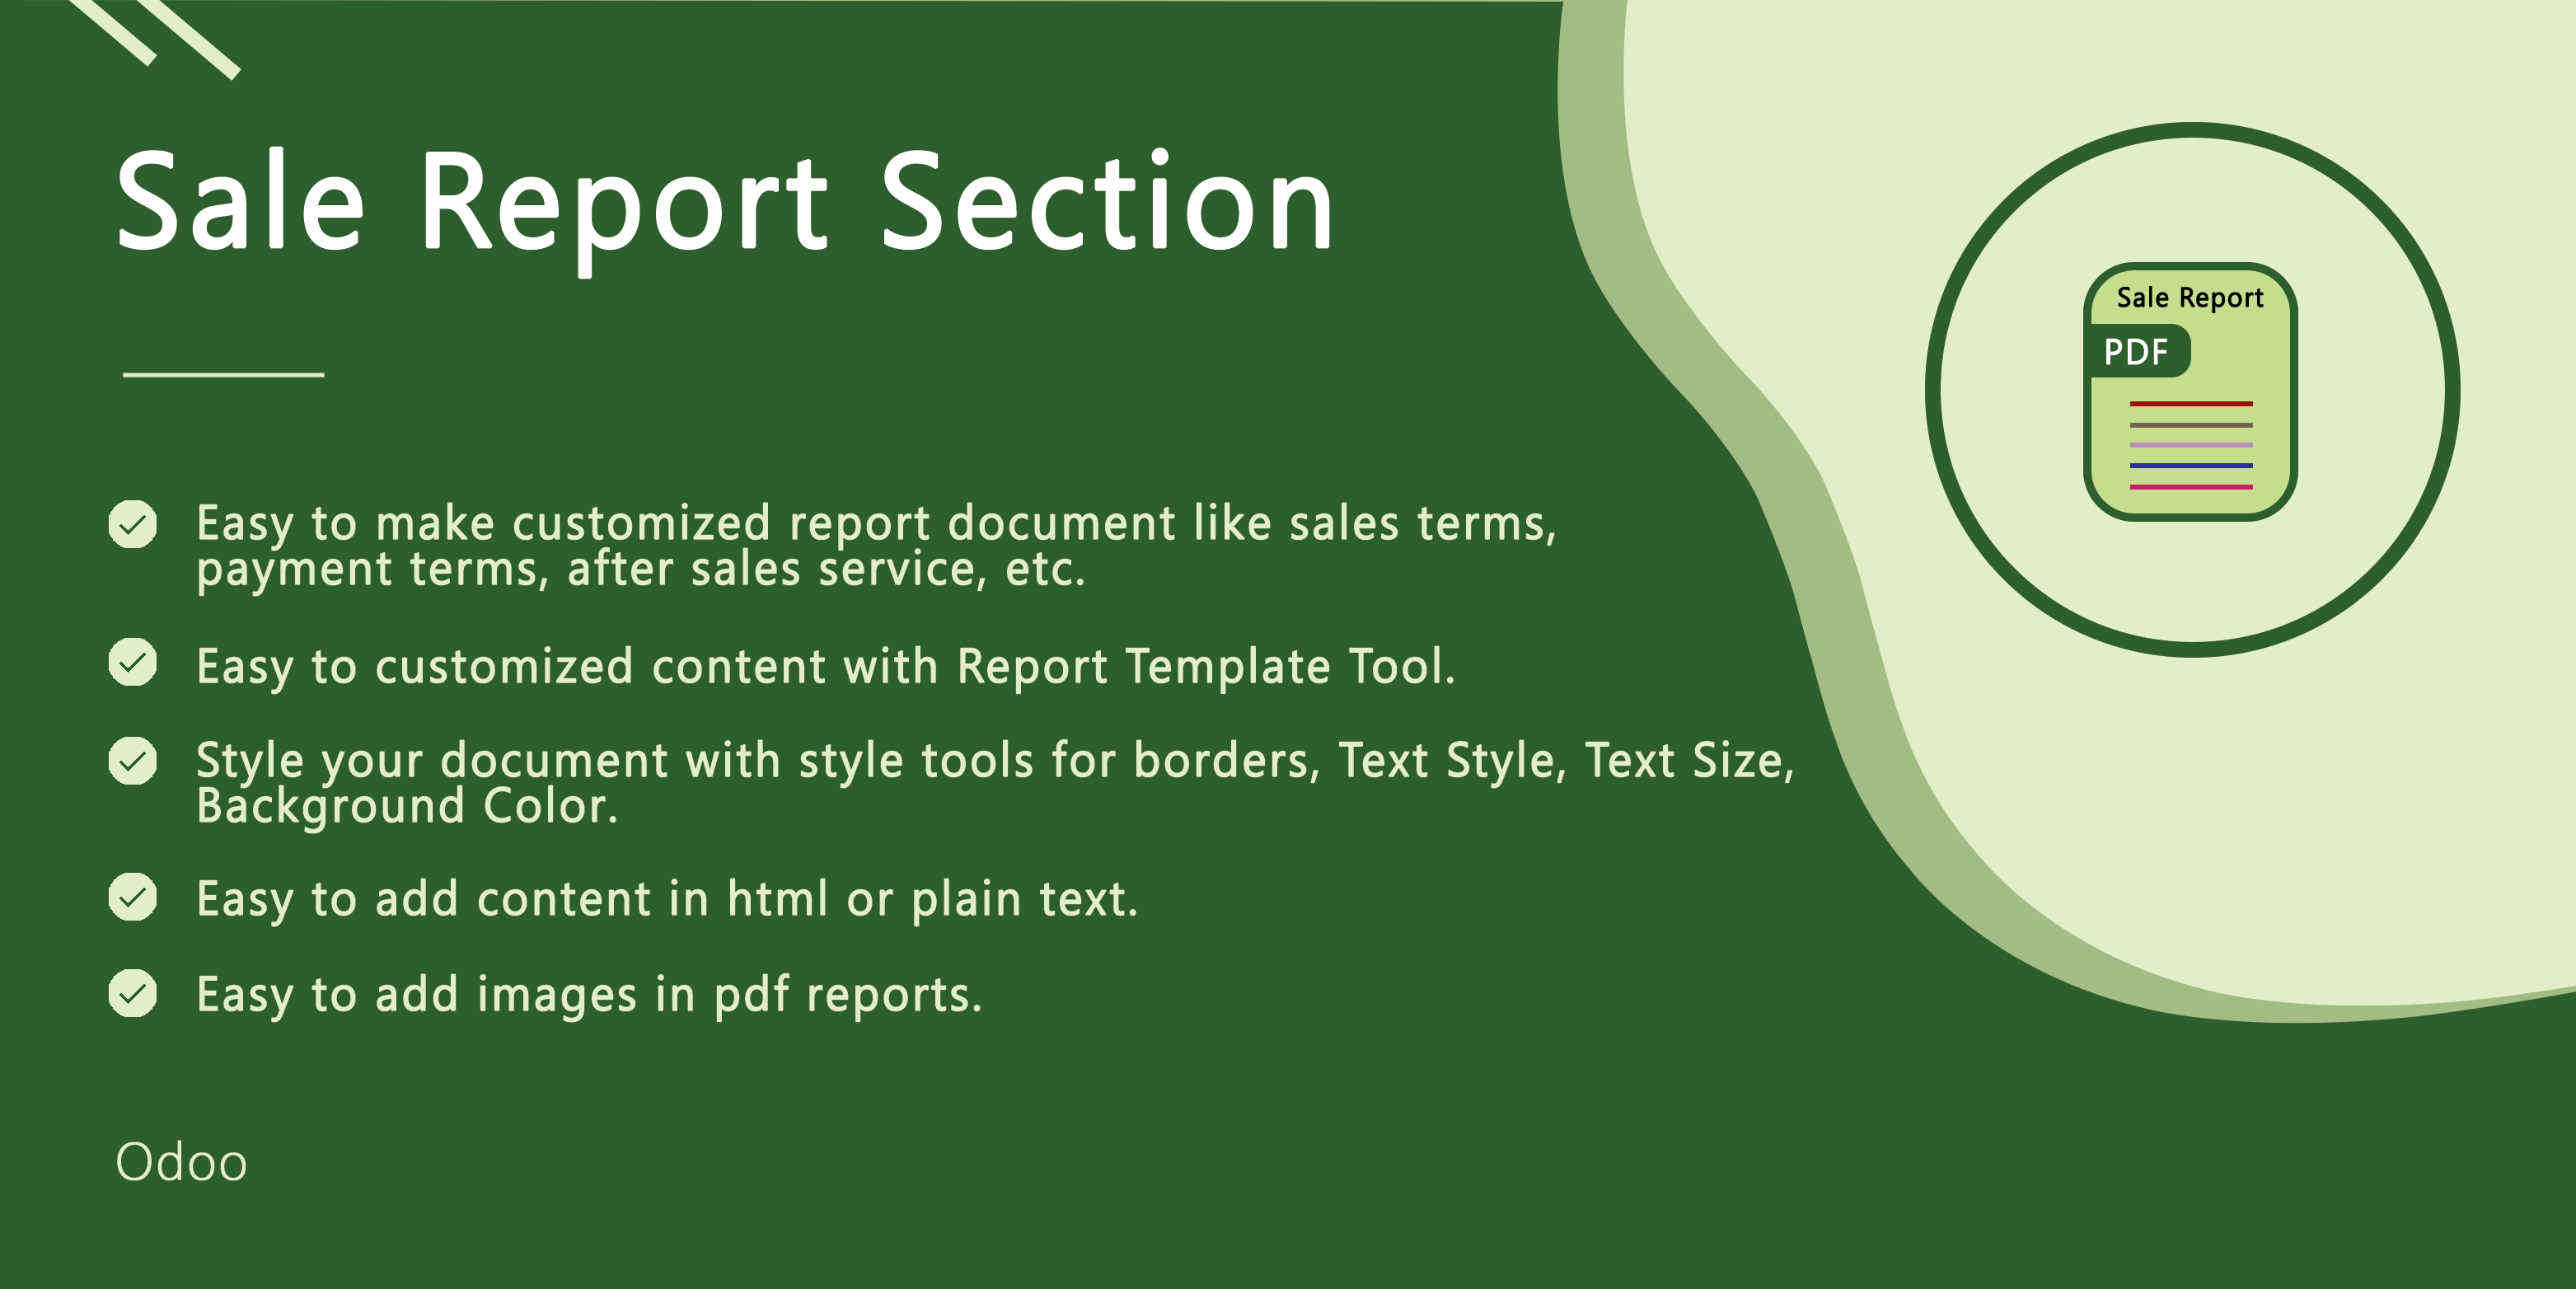 Sale Report Section
Sale Report
PDF
Easy to make customized report document like sales terms,
payment terms, after sales service, etc.
Easy to customized content with Report Template Tool.
Style your document with style tools for borders, Text Style, Text Size,
Background Color.
Easy to add content in html or plain text.
Easy to add images in pdf reports.
Odoo